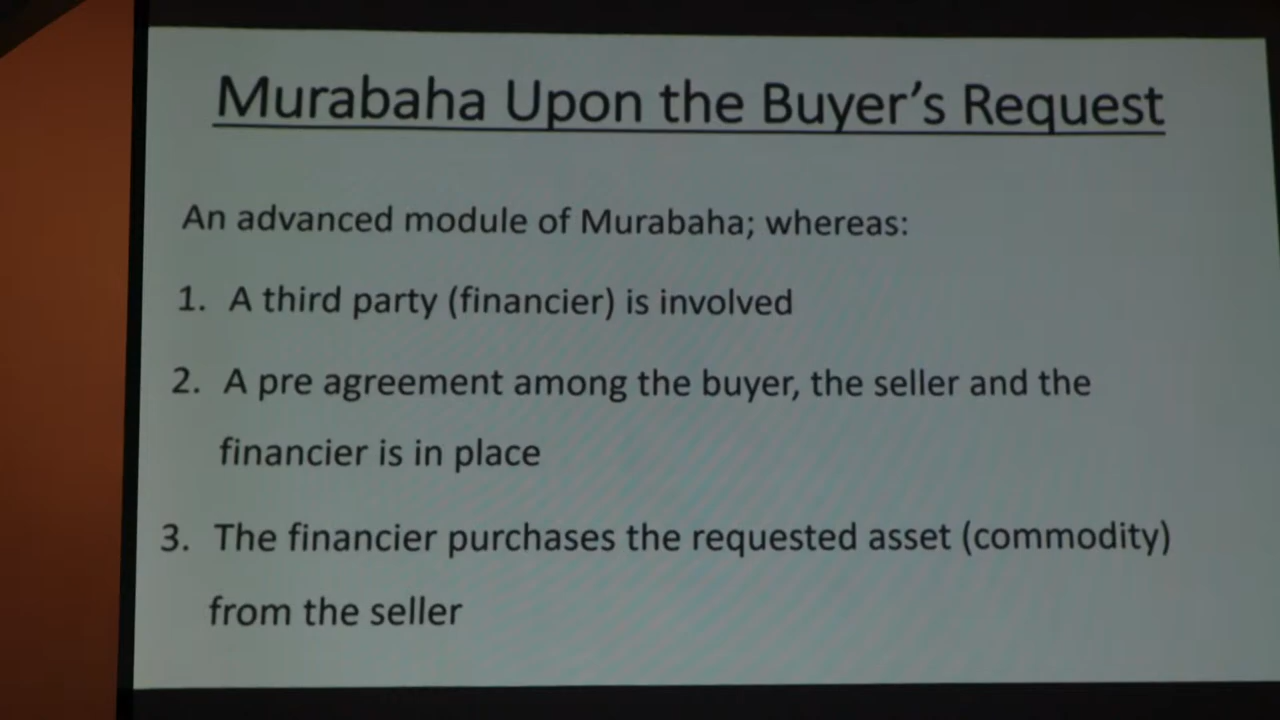 Murabaha Upon the Buyer's Request
An advanced module of Murabaha; whereas:
1. A third party (financier) is involved
2. A pre agreement among the buyer, the seller and the
financier is in place
3. The financier purchases the requested asset (commodity)
from the seller